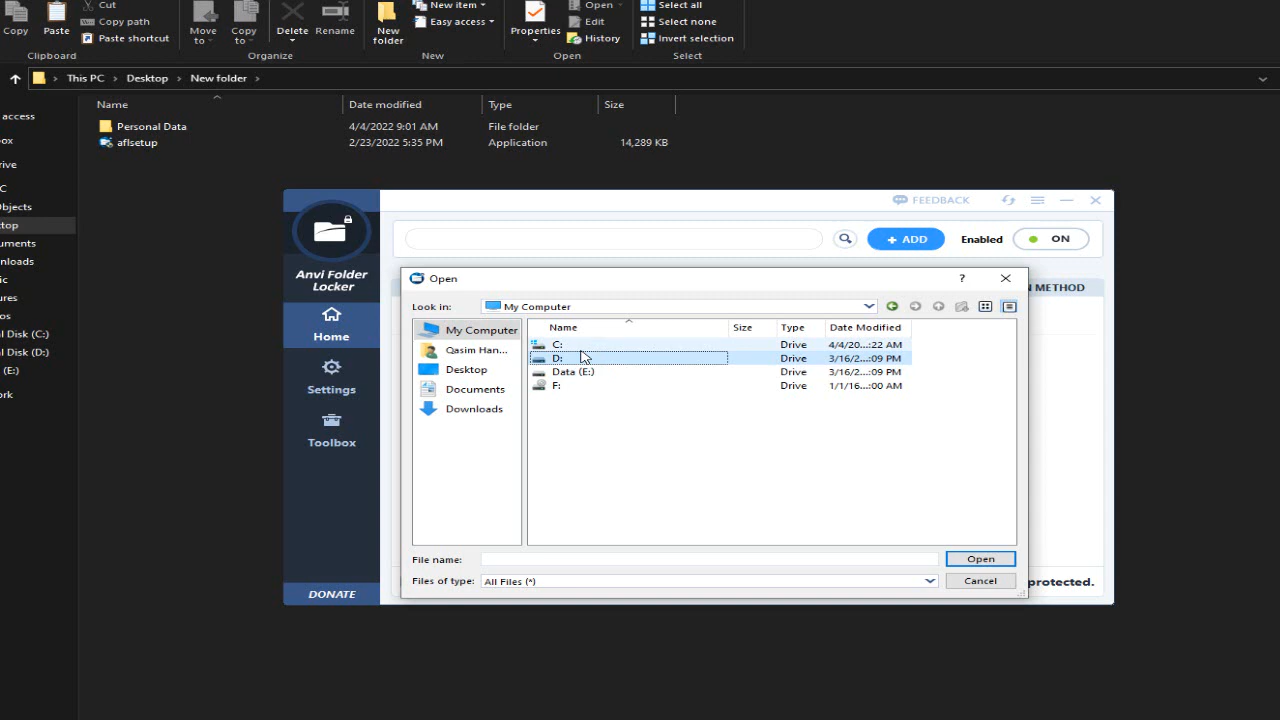 Cut
Open
Select all
New item
Copy path
Edit
Select none
Easy access
Copy
Paste
Paste shortcut
Move to
Copy to
Delete
Rename
New folder
Properties
History
Invert selection
Clipboard
Organize
New
Open
Select
This PC
Desktop
New folder
access
Name
Date modified
Type
Size
Personal Data
4/4/2022 9:01 AM
File folder
aflsetup
2/23/2022 5:35 PM
Application
14,289 KB
ox
rive
C
Objects
top
uments
nloads
ic
ures
os
al Disk (C:)
al Disk (D:)
(E:)
ork
FEEDBACK
+ ADD
Enabled
ON
Anvi Folder
Locker
N METHOD
Home
Settings
Toolbox
DONATE
protected.
Open
?
Look in:
My Computer
My Computer
Qasim Han...
Desktop
Documents
Downloads
Name
Size
Type
Date Modified
C:
Drive
4/4/20...:22 AM
D:
Drive
3/16/2...:09 PM
Data (E:)
Drive
3/16/2...:09 PM
F:
Drive
1/1/16...:00 AM
File name:
Open
Files of type:
All Files (*)
Cancel